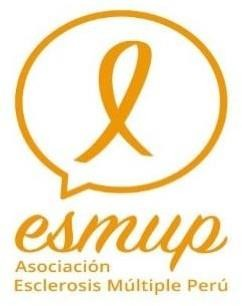 esmup
Asociación
Esclerosis Múltiple Perú